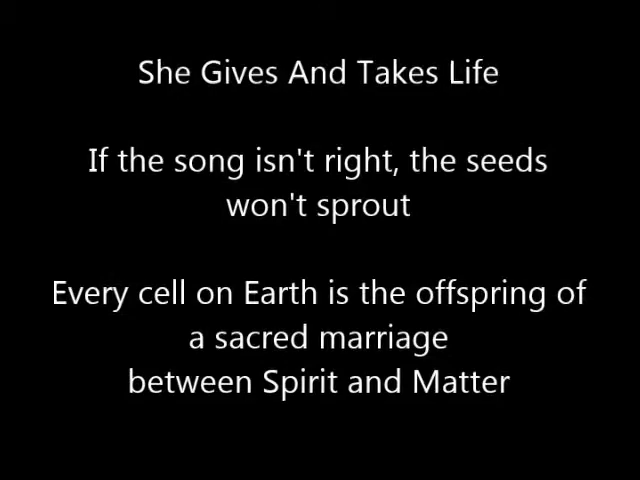 She Gives And Takes Life
If the song isn't right, the seeds
won't sprout
Every cell on Earth is the offspring of
a sacred marriage
between Spirit and Matter